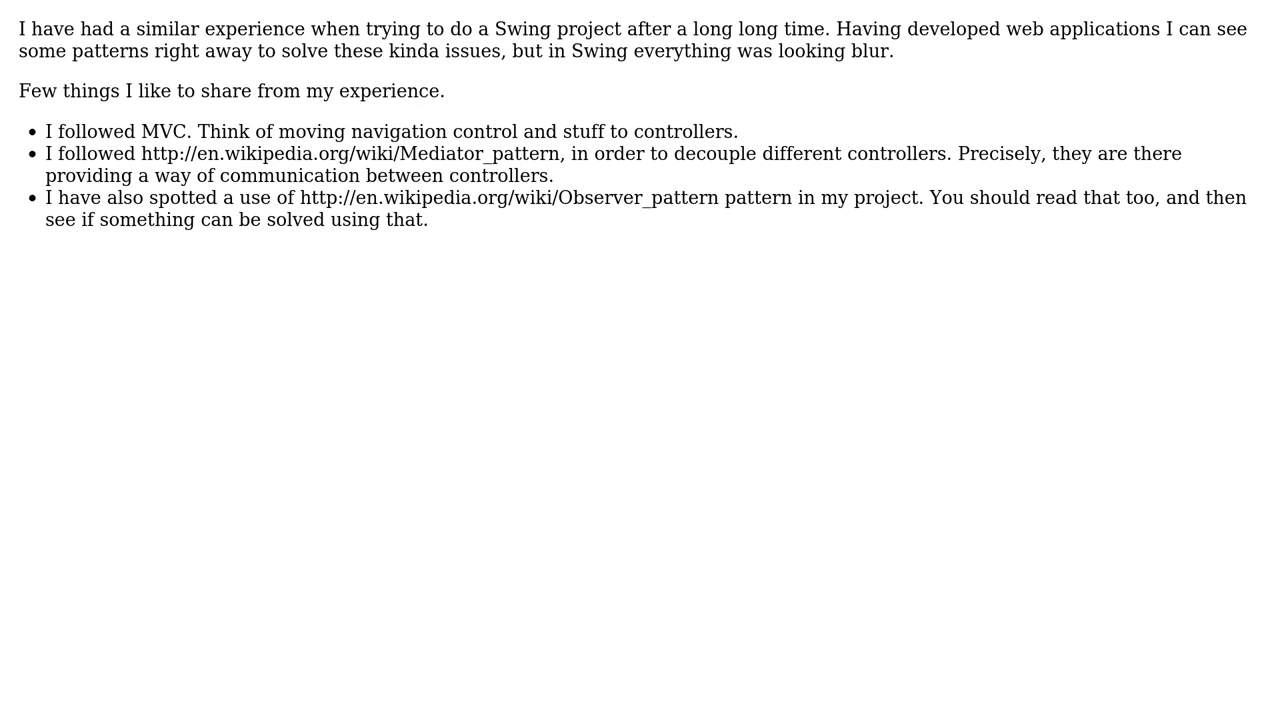 I have had a similar experience when trying to do a Swing project after a long long time. Having developed web applications I can see
some patterns right away to solve these kinda issues, but in Swing everything was looking blur.
Few things I like to share from my experience.
• I followed MVC. Think of moving navigation control and stuff to controllers.
• I followed http://en.wikipedia.org/wiki/Mediator_pattern, in order to decouple different controllers. Precisely, they are there
providing a way of communication between controllers.
• I have also spotted a use of http://en.wikipedia.org/wiki/Observer_pattern pattern in my project. You should read that too, and then
see if something can be solved using that.